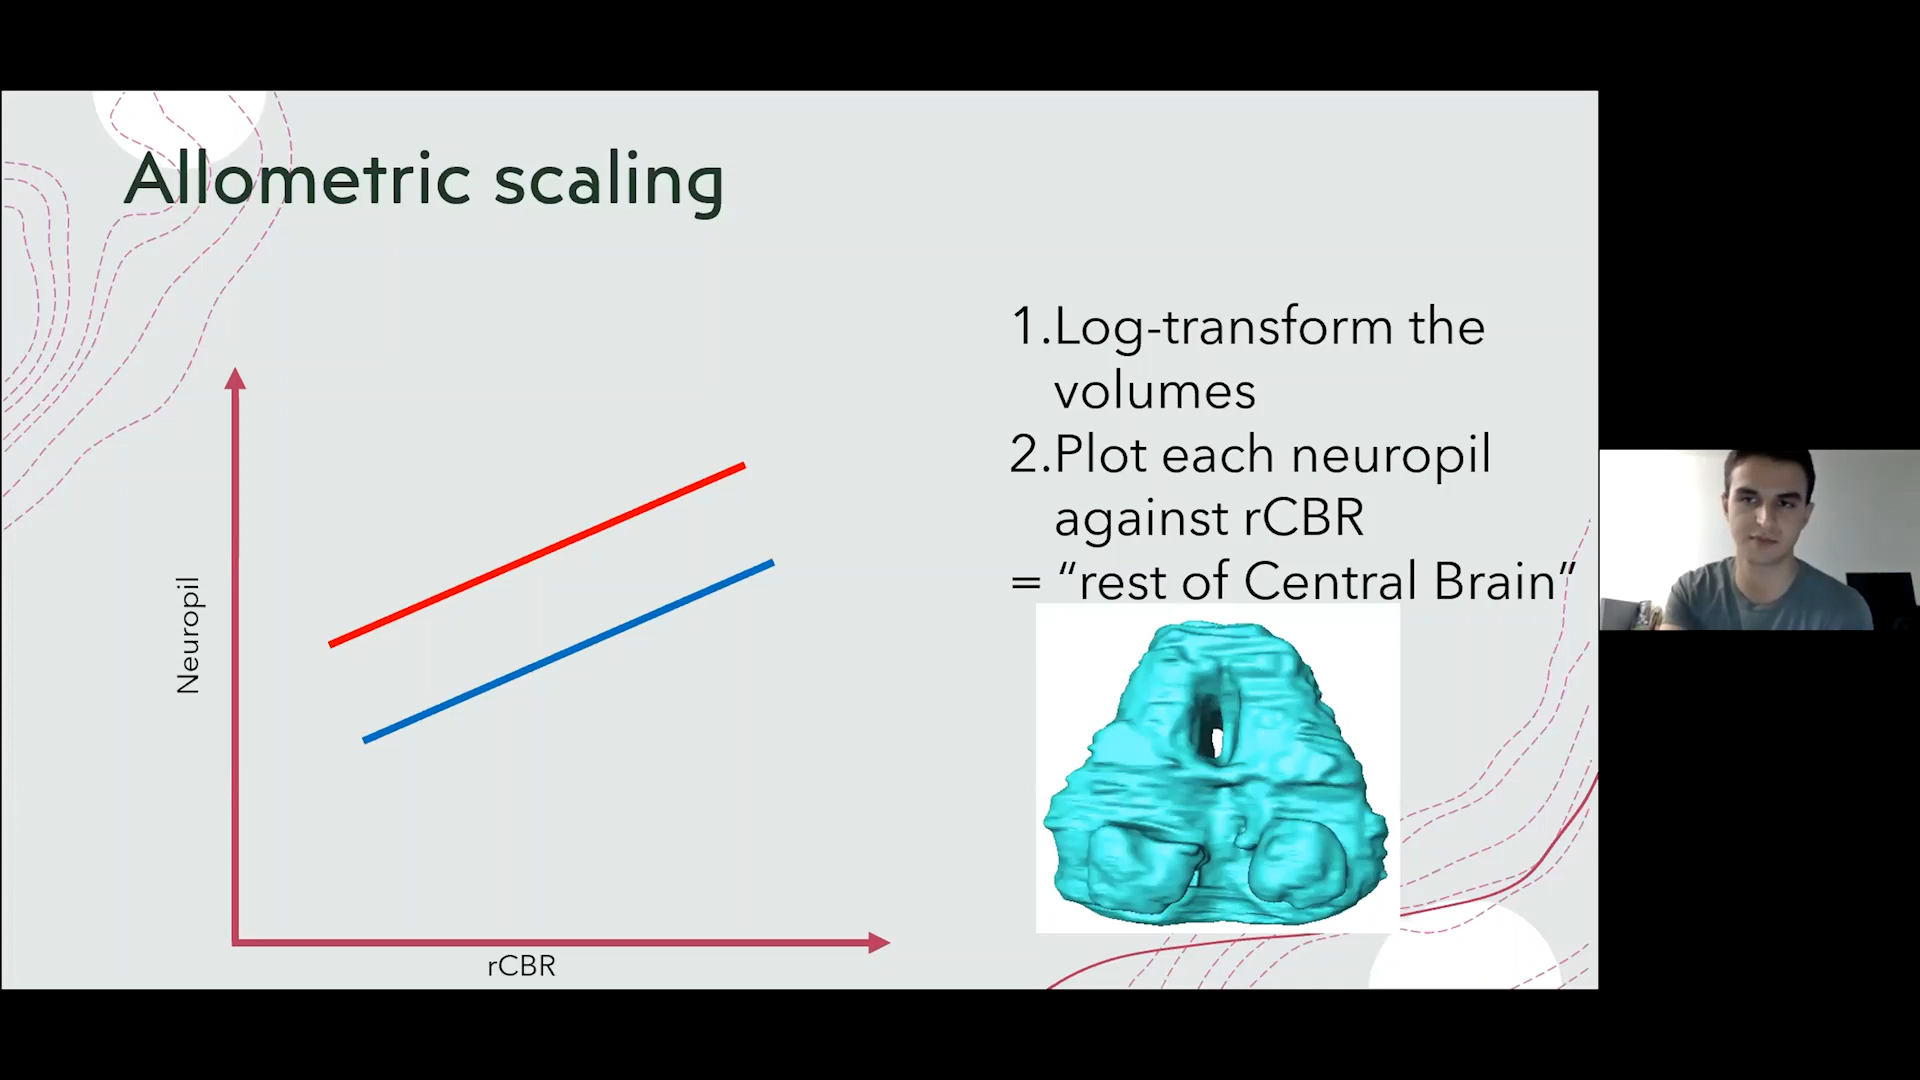 Allometric scaling
1.Log-transform the
volumes
2.Plot each neuropil
against rCBR
= “rest of Central Brain”
Neuropil
rCBR